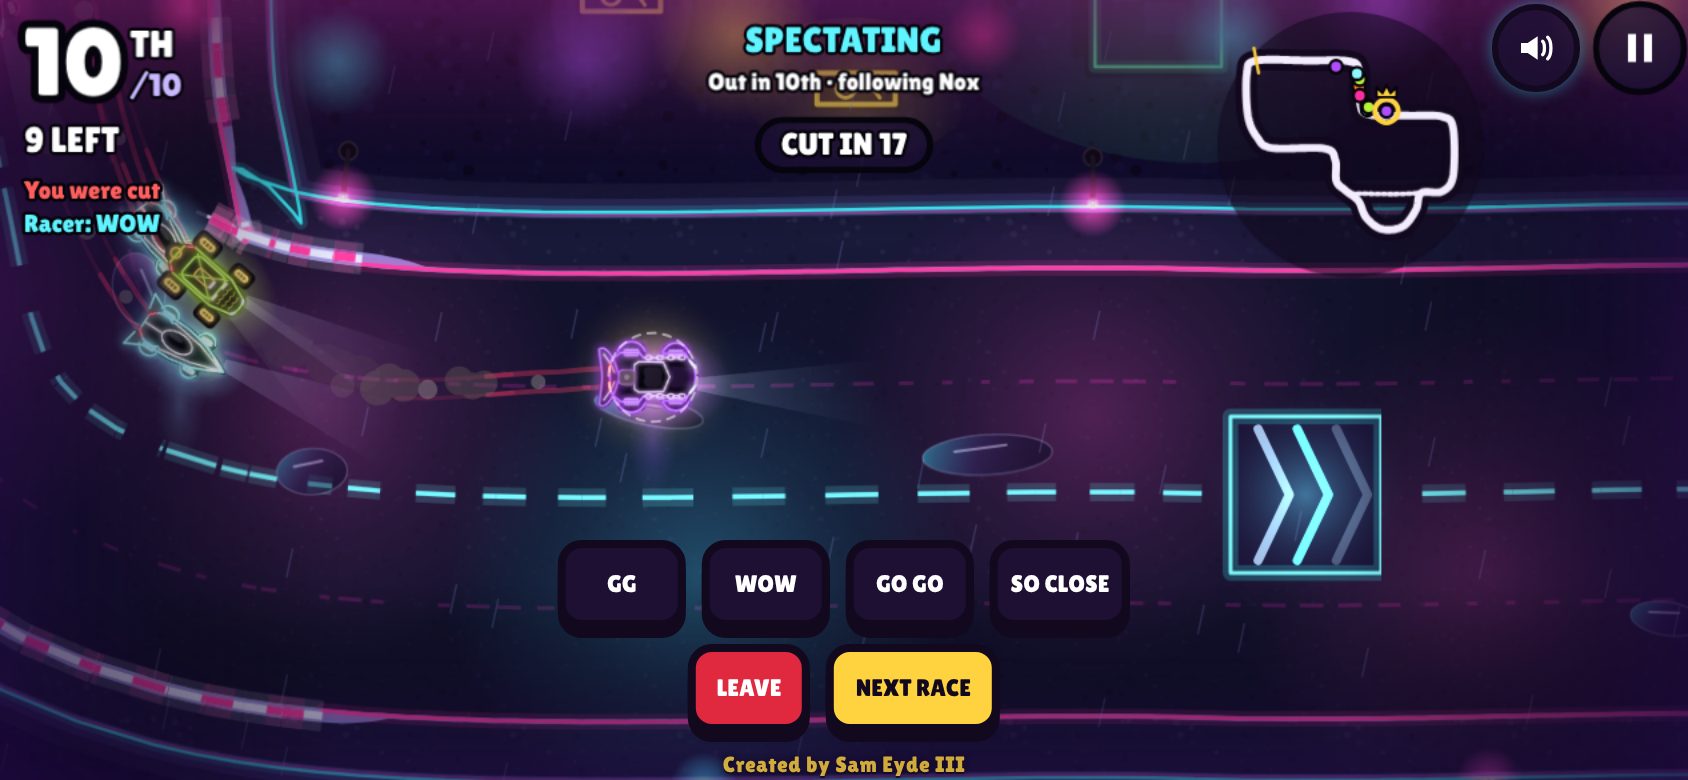 10TH
/10
9 LEFT
You were cut
Racer: WOW
SPECTATING
Out in 10th · following Nox
CUT IN 17
GG
WOW
GO GO
SO CLOSE
LEAVE
NEXT RACE
Created by Sam Eyde III